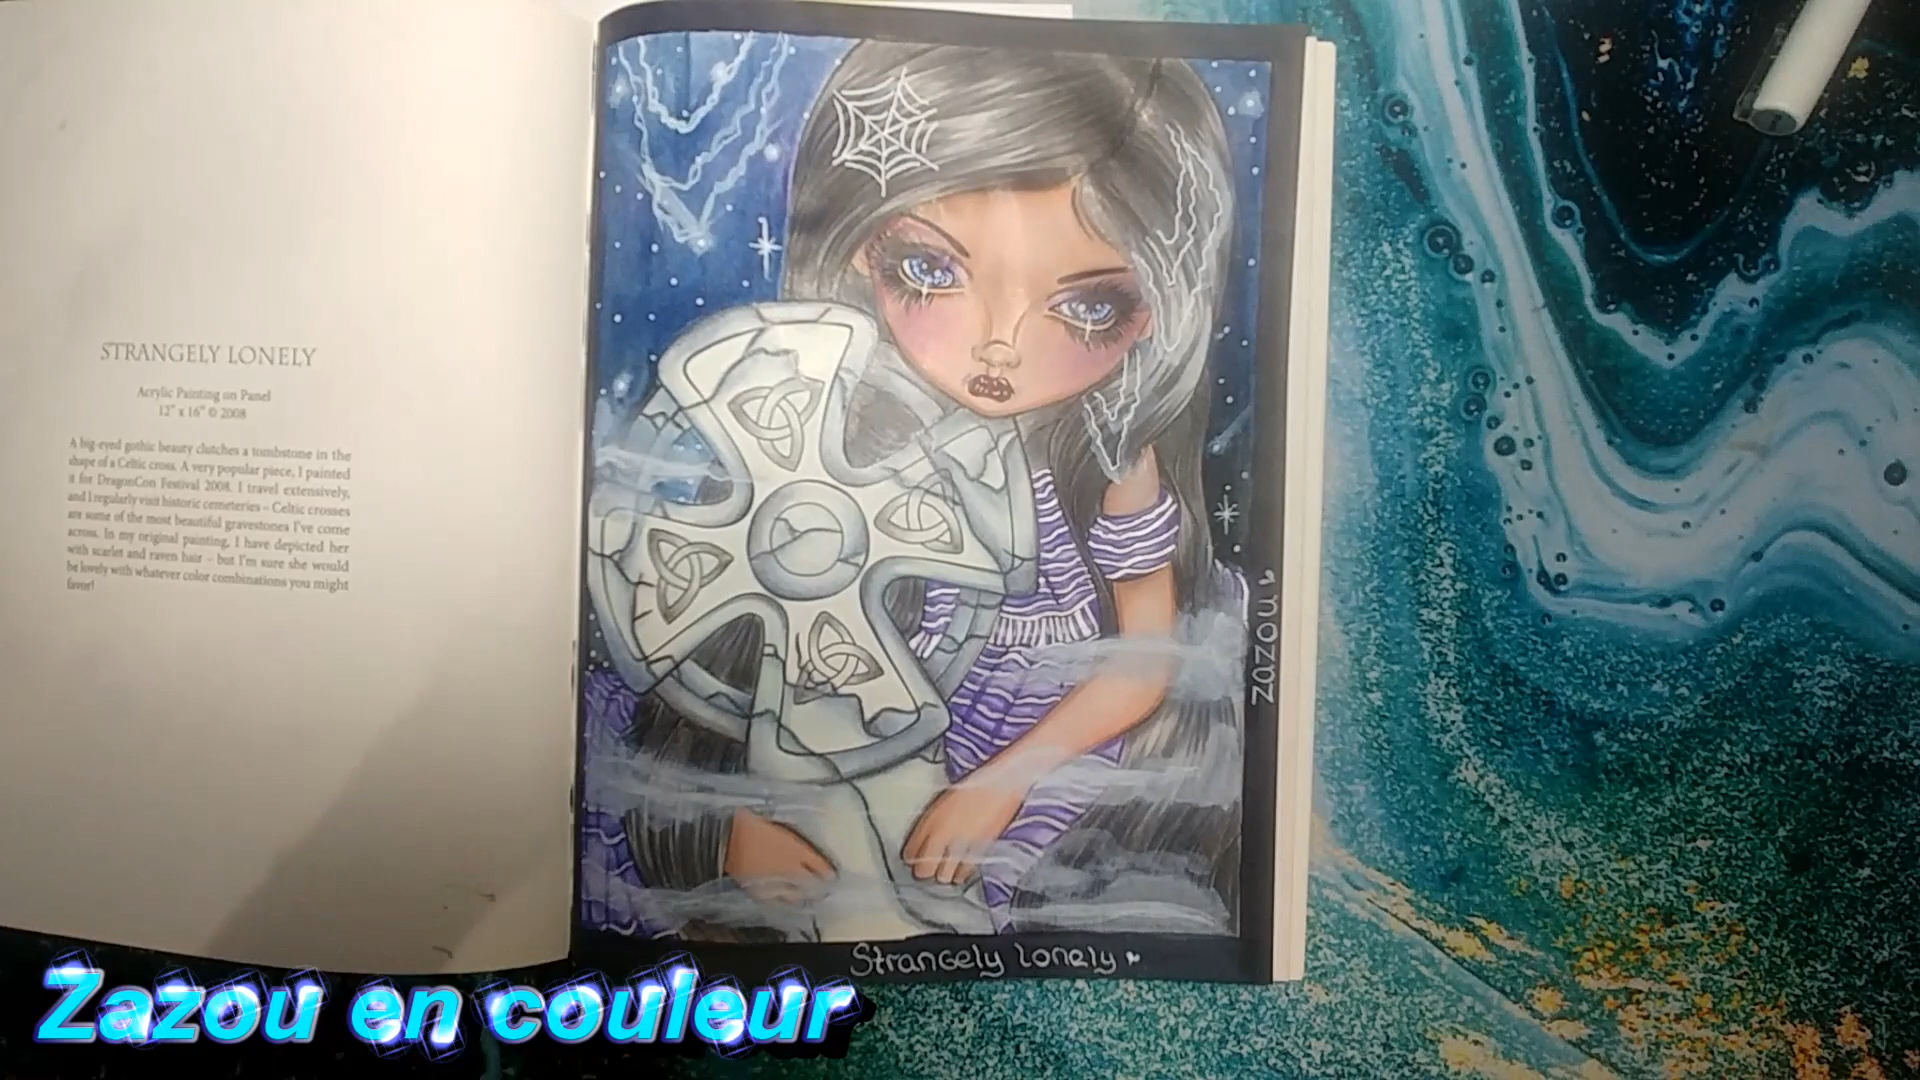 STRANGELY LONELY
Acrylic Painting on Panel
12" x 16" © 2008
A big-eyed gothic beauty clutches a tombstone in the
shape of a Celtic cross. A very popular piece, I painted
it for DragonCon Festival 2008. I travel extensively,
and I regularly visit historic cemeteries – Celtic crosses
are some of the most beautiful gravestones I've come
across. In my original painting, I have depicted her
with scarlet and raven hair – but I'm sure she would
be lovely with whatever color combinations you might
favor!
zazou
Strangely lonely
Zazou en couleur